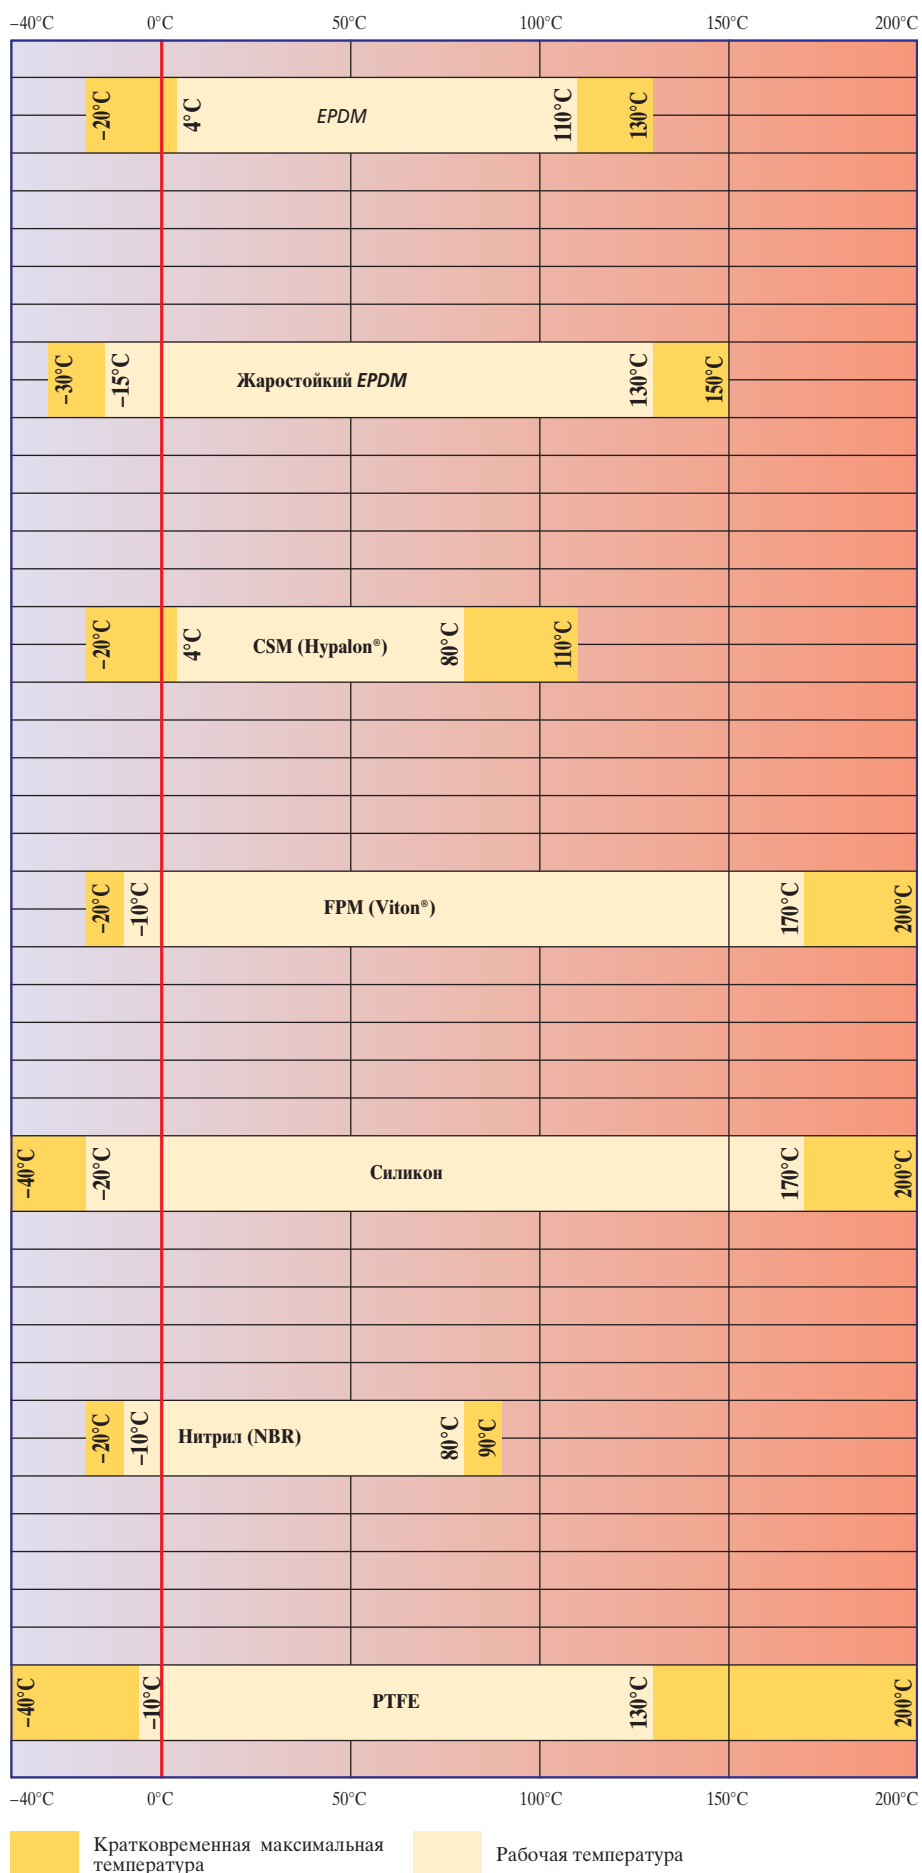 −40°C 0°C 50°C 100°C 150°C 200°C
−20°C 4°C EPDM 110°C 130°C
−30°C −15°C Жаростойкий EPDM 130°C 150°C
−20°C 4°C CSM (Hypalon®) 80°C 110°C
−20°C −10°C FPM (Viton®) 170°C 200°C
−40°C −20°C Силикон 170°C 200°C
−20°C −10°C Нитрил (NBR) 80°C 90°C
−40°C −10°C PTFE 130°C 200°C
−40°C 0°C 50°C 100°C 150°C 200°C
Кратковременная максимальная
температура
Рабочая температура